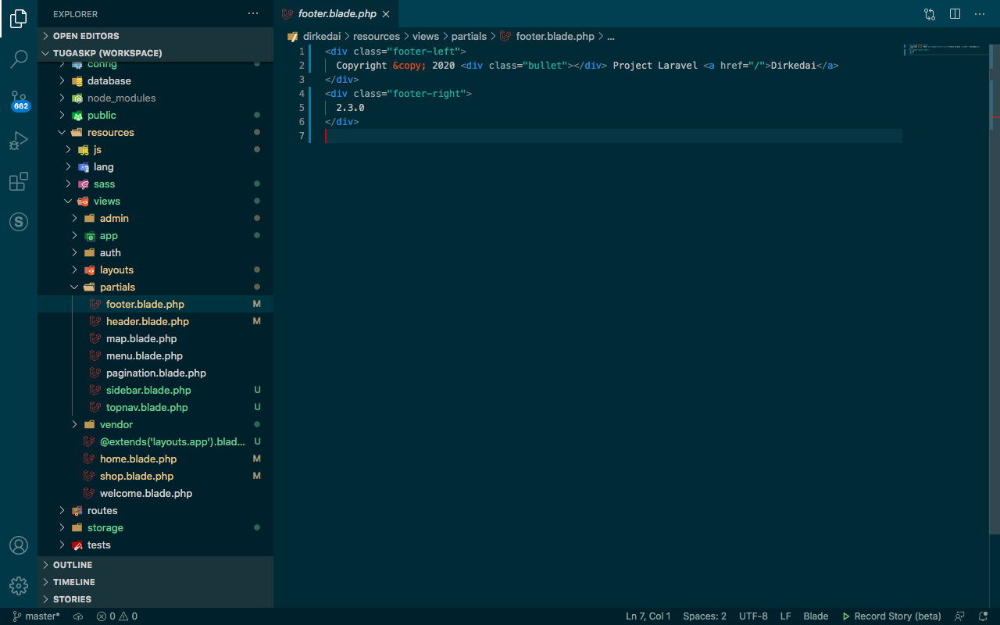 EXPLORER
OPEN EDITORS
TUGASKP (WORKSPACE)
config
database
node_modules
public
resources
js
lang
sass
views
admin
app
auth
layouts
partials
footer.blade.php M
header.blade.php M
map.blade.php
menu.blade.php
pagination.blade.php
sidebar.blade.php U
topnav.blade.php U
vendor
@extends('layouts.app').blad... U
home.blade.php M
shop.blade.php M
welcome.blade.php
routes
storage
tests
OUTLINE
TIMELINE
STORIES
662
footer.blade.php
dirkedai > resources > views > partials > footer.blade.php > ...
1 <div class="footer-left">
2 Copyright &copy; 2020 <div class="bullet"></div> Project Laravel <a href="/">Dirkedai</a>
3 </div>
4 <div class="footer-right">
5 2.3.0
6 </div>
7
master* 0 0 Ln 7, Col 1 Spaces: 2 UTF-8 LF Blade Record Story (beta)